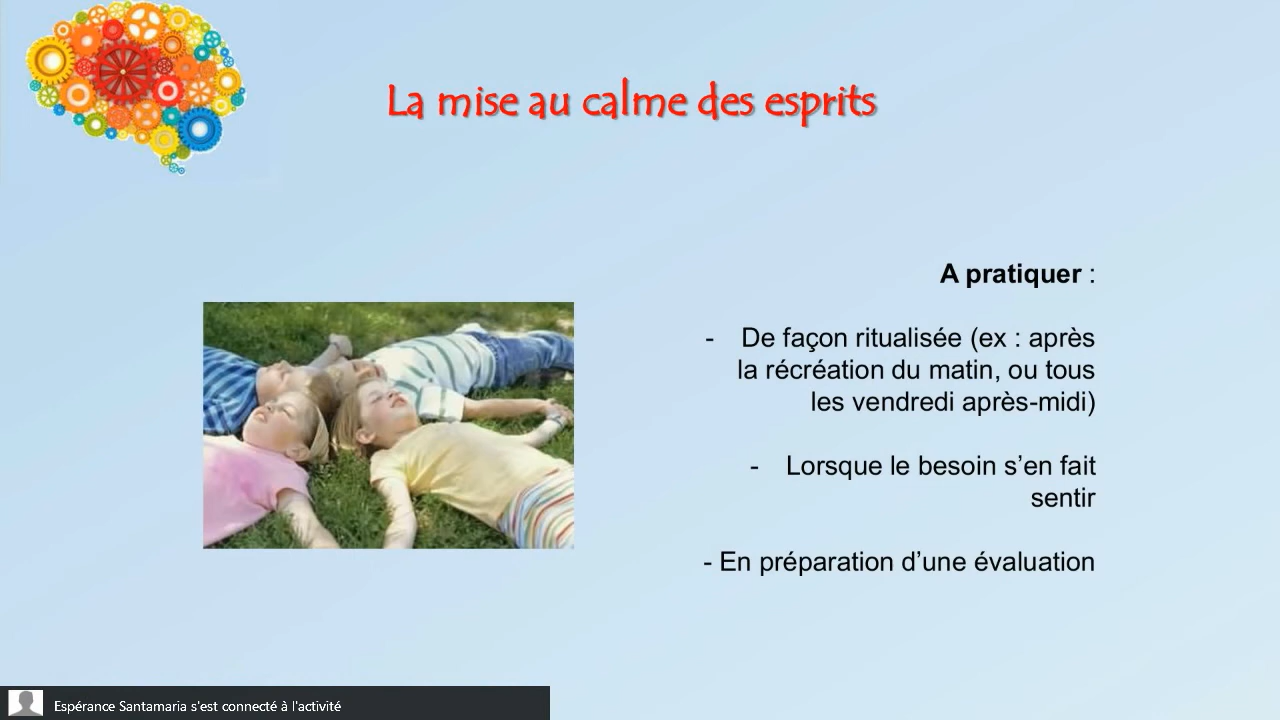 La mise au calme des esprits
A pratiquer :
- De façon ritualisée (ex : après
la récréation du matin, ou tous
les vendredi après-midi)
- Lorsque le besoin s’en fait
sentir
- En préparation d’une évaluation
Espérance Santamaria s'est connecté à l'activité